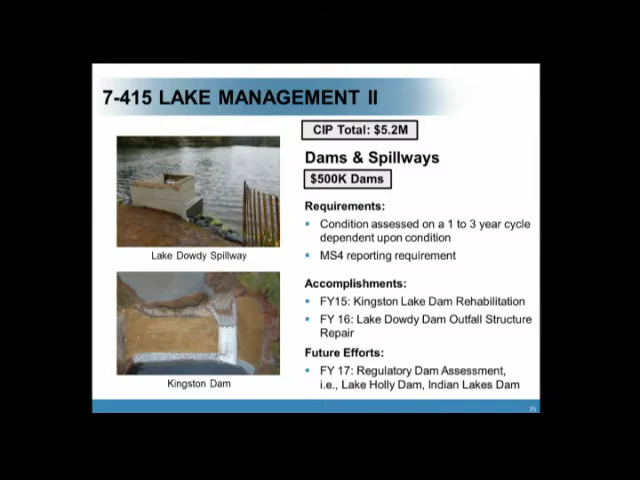 7-415 LAKE MANAGEMENT II
CIP Total: $5.2M
Dams & Spillways
$500K Dams
Requirements:
Condition assessed on a 1 to 3 year cycle
dependent upon condition
MS4 reporting requirement
Lake Dowdy Spillway
Accomplishments:
FY15: Kingston Lake Dam Rehabilitation
FY 16: Lake Dowdy Dam Outfall Structure
Repair
Future Efforts:
FY 17: Regulatory Dam Assessment,
i.e., Lake Holly Dam, Indian Lakes Dam
Kingston Dam